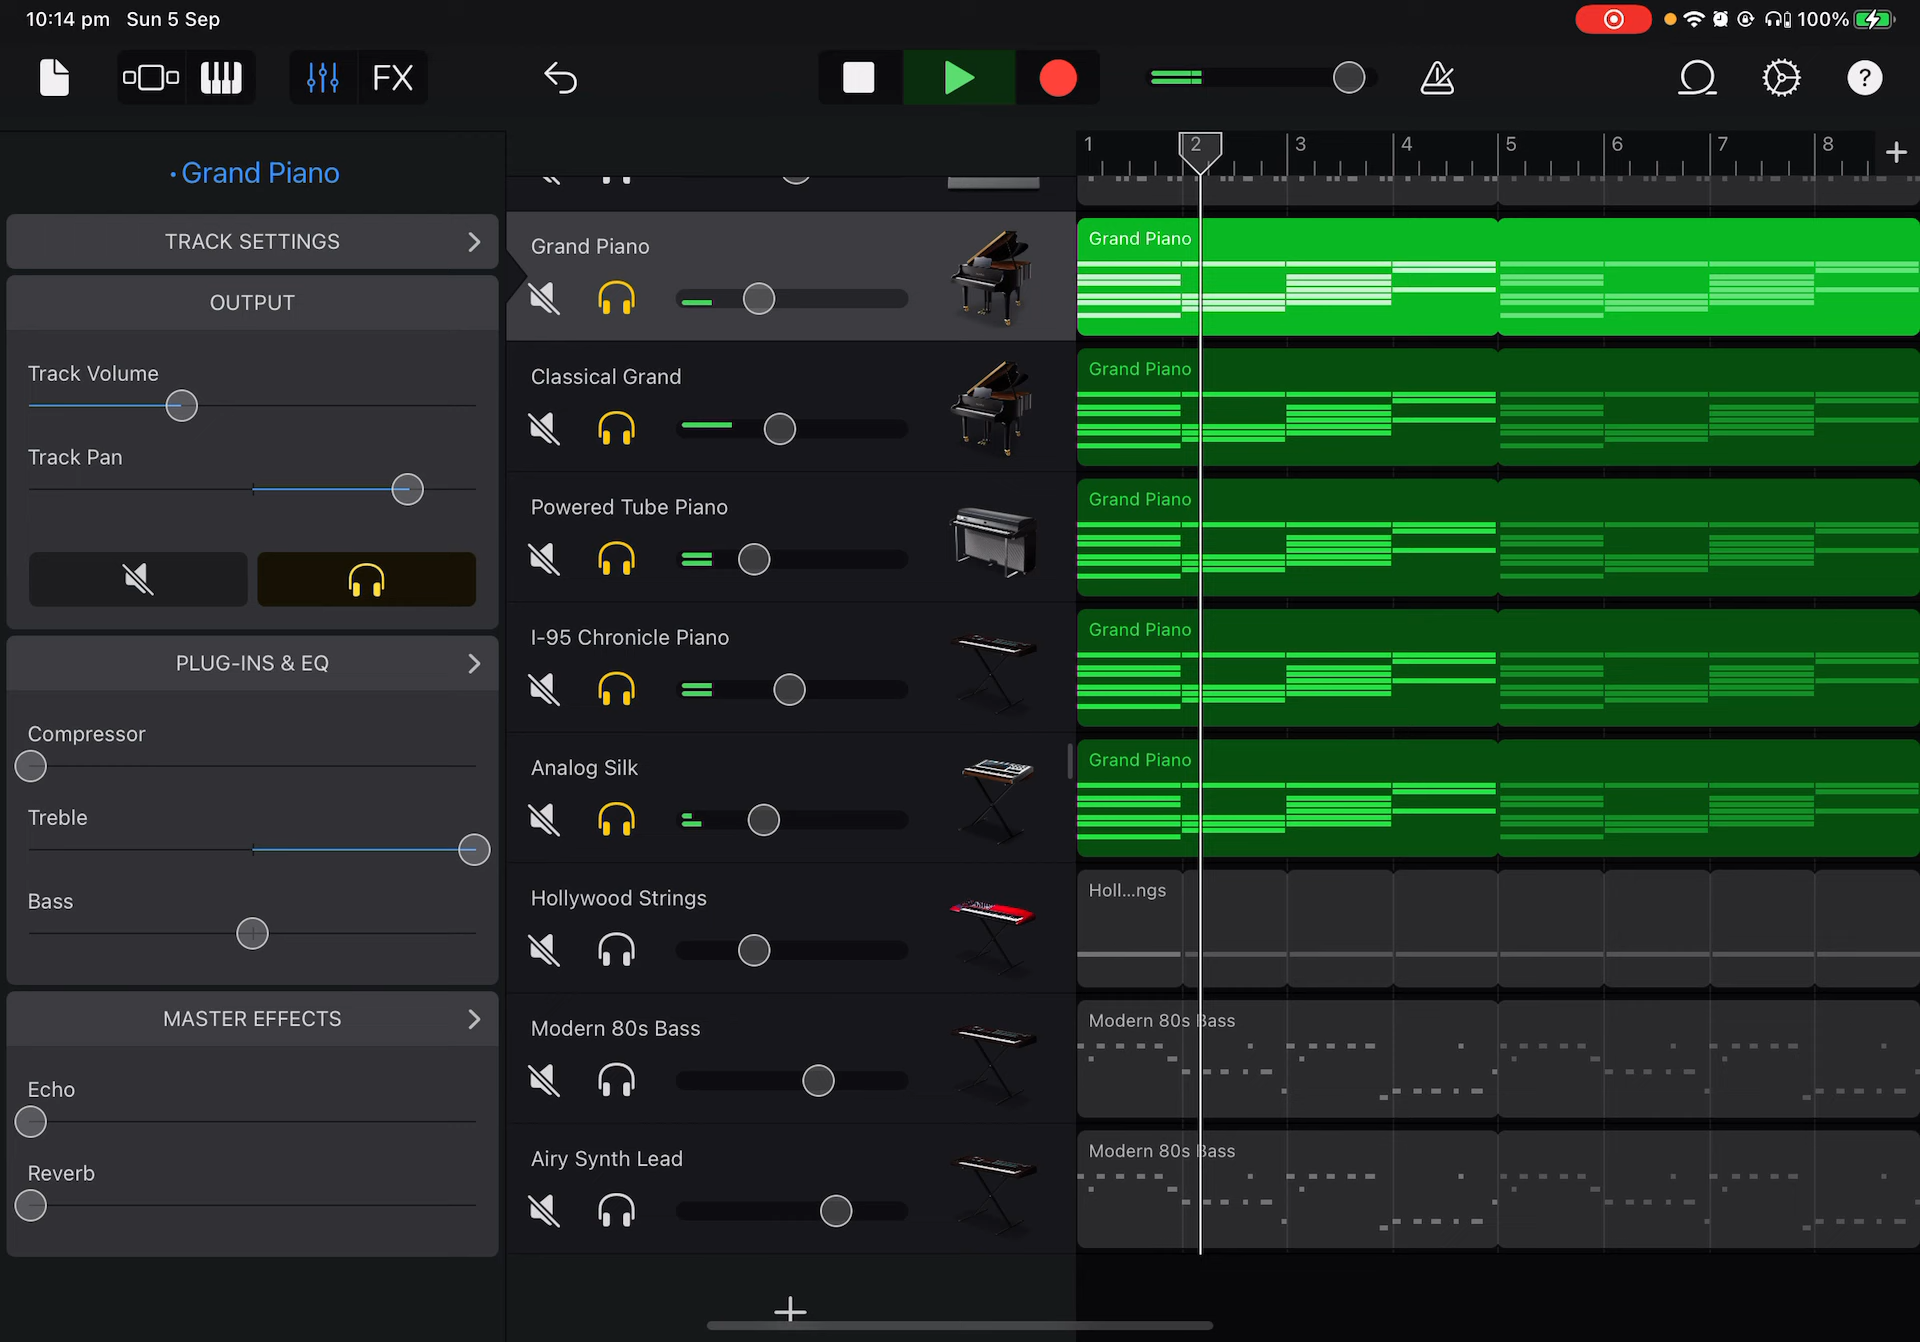 10:14 pm Sun 5 Sep
100%
FX
?
Grand Piano
TRACK SETTINGS
OUTPUT
Track Volume
Track Pan
PLUG-INS & EQ
Compressor
Treble
Bass
MASTER EFFECTS
Echo
Reverb
Grand Piano
Classical Grand
Powered Tube Piano
I-95 Chronicle Piano
Analog Silk
Hollywood Strings
Modern 80s Bass
Airy Synth Lead
1 2 3 4 5 6 7 8 +
Grand Piano
Grand Piano
Grand Piano
Grand Piano
Grand Piano
Holl...ngs
Modern 80s Bass
Modern 80s Bass